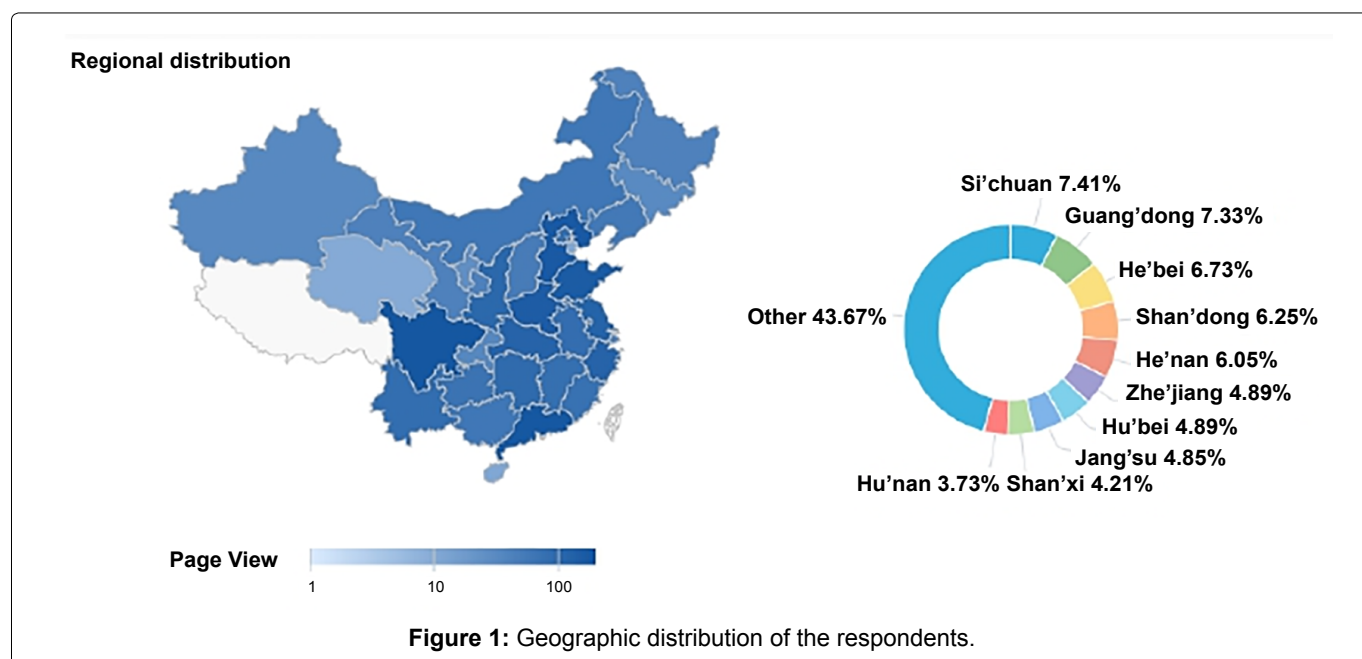 Regional distribution
Si’chuan 7.41%
Guang’dong 7.33%
He’bei 6.73%
Shan’dong 6.25%
Other 43.67%
He’nan 6.05%
Zhe’jiang 4.89%
Hu’bei 4.89%
Jang’su 4.85%
Hu’nan 3.73% Shan’xi 4.21%
Page View
1 10 100
Figure 1: Geographic distribution of the respondents.